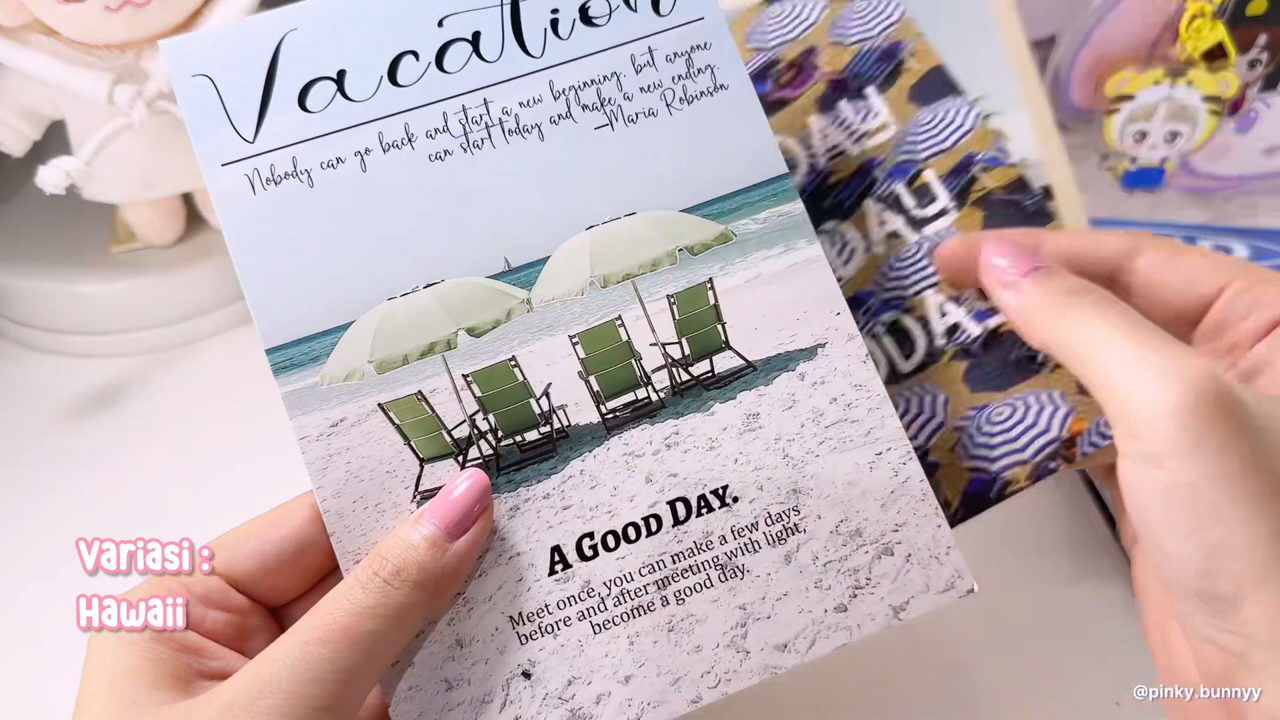 Vacation
Nobody can go back and start a new beginning, but anyone
can start today and make a new ending.
—Maria Robinson
A GOOD DAY.
Meet once, you can make a few days
before and after meeting with light,
become a good day.
Variasi :
Hawaii
@pinky.bunnyy